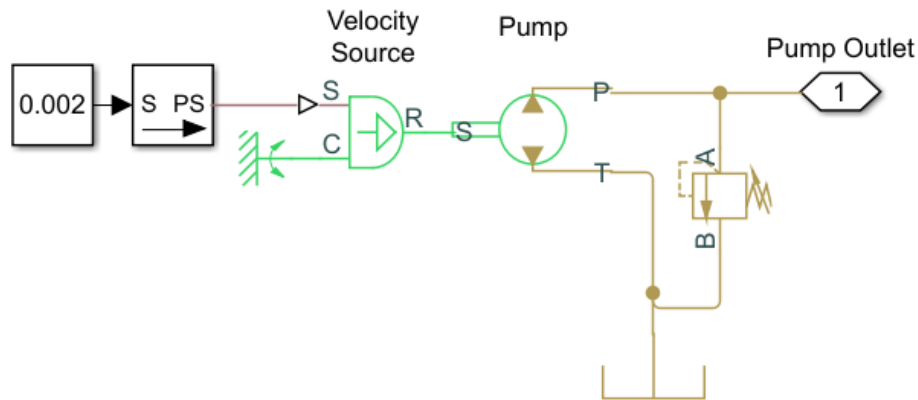 Velocity
Source
Pump
Pump Outlet
0.002
S PS
S
C
R
S
P
T
A
B
1